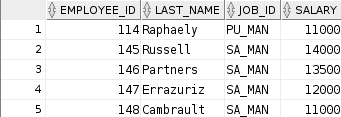 EMPLOYEE_ID LAST_NAME JOB_ID SALARY
1 114 Raphaely PU_MAN 11000
2 145 Russell SA_MAN 14000
3 146 Partners SA_MAN 13500
4 147 Errazuriz SA_MAN 12000
5 148 Cambrault SA_MAN 11000